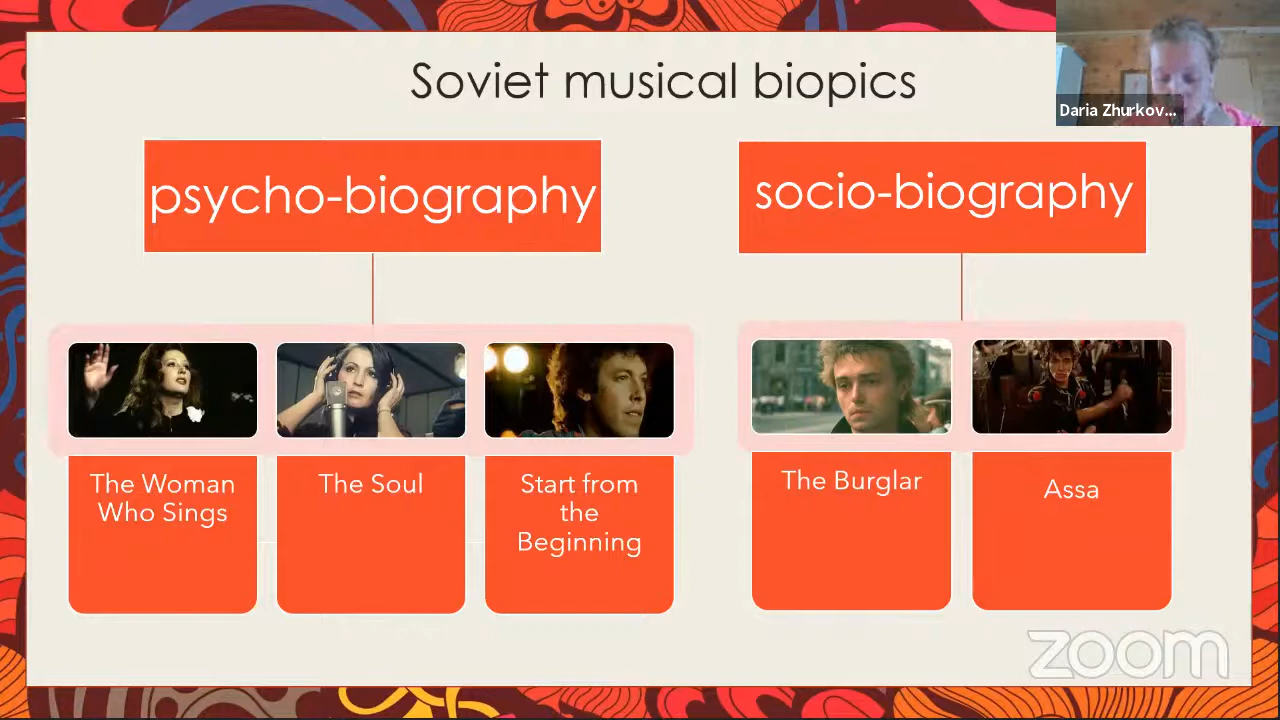 Soviet musical biopics
Daria Zhurkov...
psycho-biography
socio-biography
The Woman
Who Sings
The Soul
Start from
the
Beginning
The Burglar
Assa
zoom